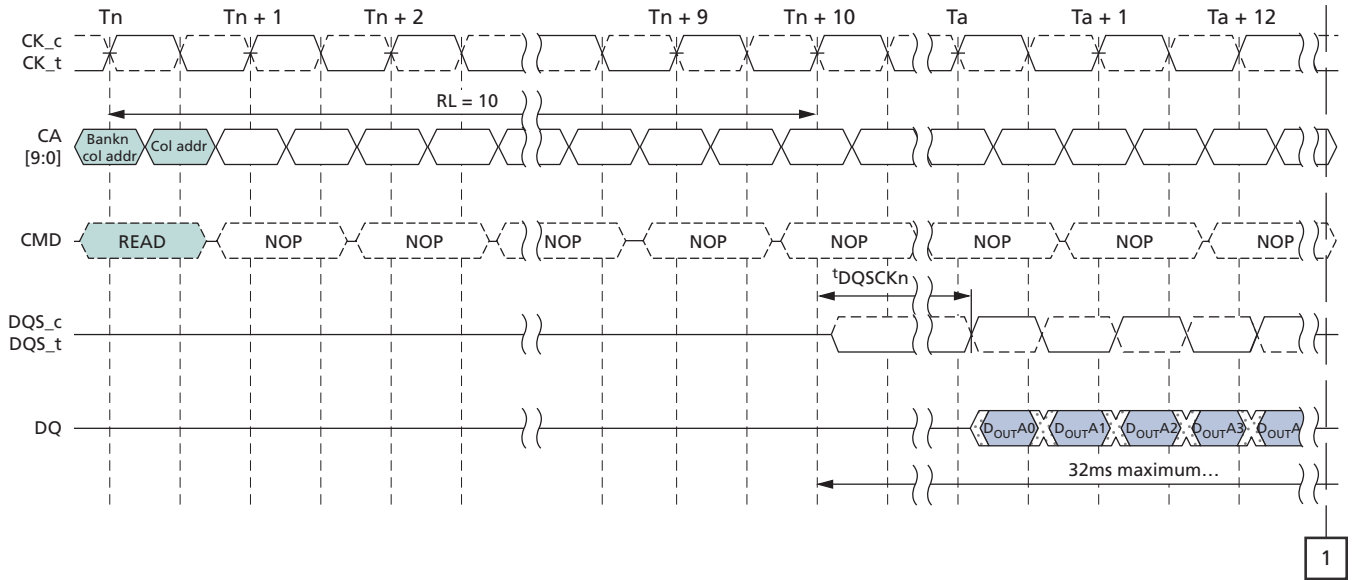 Tn Tn + 1 Tn + 2 Tn + 9 Tn + 10 Ta Ta + 1 Ta + 12
CK_c
CK_t
RL = 10
CA
[9:0]
Bankn
col addr
Col addr
CMD READ NOP NOP NOP NOP NOP NOP NOP NOP
tDQSCKn
DQS_c
DQS_t
DQ DOUTA0 DOUTA1 DOUTA2 DOUTA3 DOUTA
32ms maximum…
1